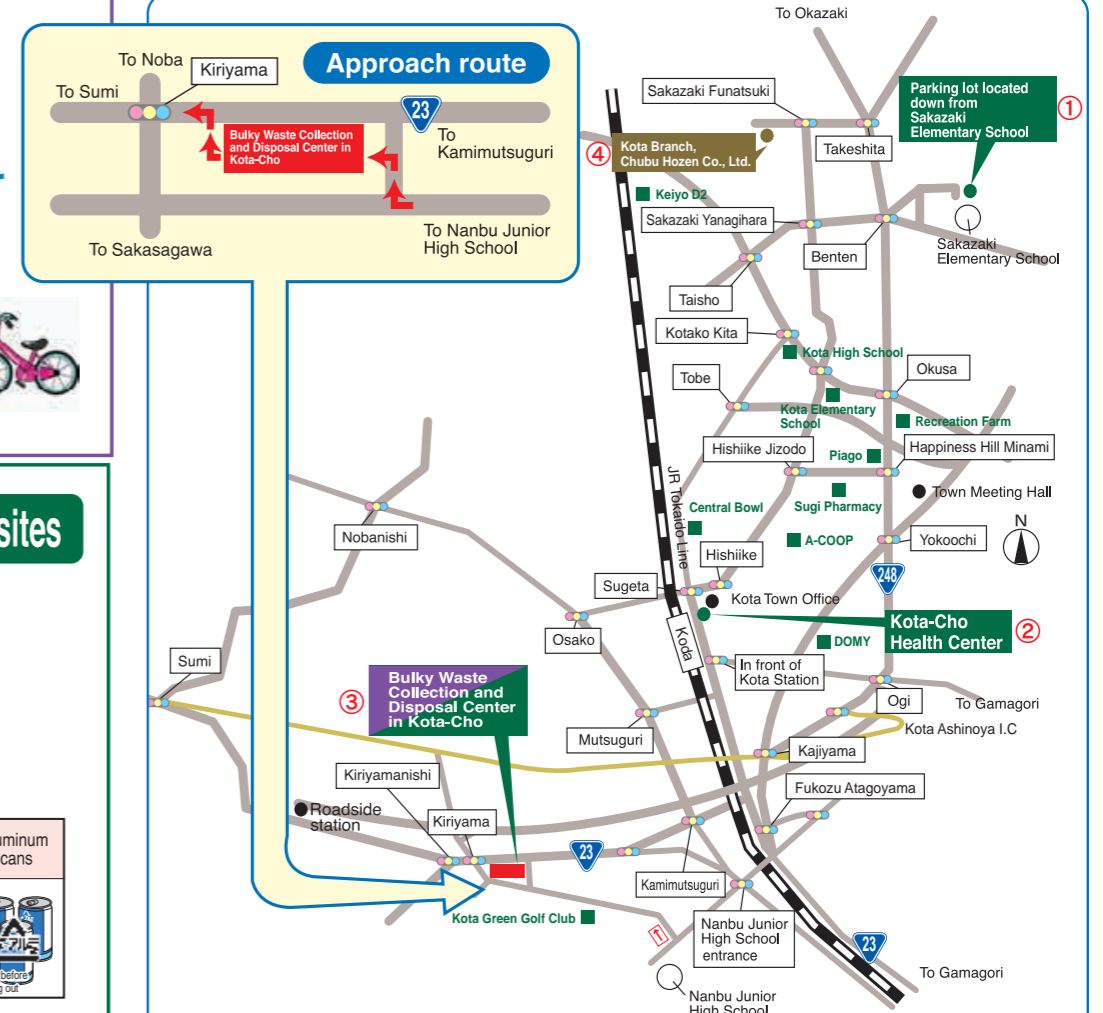 To Okazaki
Approach route
To Noba
Kiriyama
To Sumi
23
To
Kamimutsuguri
Bulky Waste Collection
and Disposal Center in
Kota-Cho
To Nanbu Junior
High School
To Sakasagawa
Sakazaki Funatsuki
Parking lot located
down from
Sakazaki
Elementary School
①
Takeshita
④
Kota Branch,
Chubu Hozen Co., Ltd.
Keiyo D2
Sakazaki Yanagihara
Benten
Sakazaki
Elementary School
Taisho
Kotako Kita
Kota High School
Okusa
Tobe
Kota Elementary
School
Recreation Farm
Hishiike Jizodo
Piago
Happiness Hill Minami
JR Tokaido Line
Central Bowl
Sugi Pharmacy
Town Meeting Hall
sites
Nobanishi
A-COOP
Yokoochi
N
Hishiike
248
Sugeta
Kota Town Office
Osako
Koda
Kota-Cho
Health Center
②
DOMY
In front of
Kota Station
Sumi
③
Bulky Waste
Collection and
Disposal Center
in Kota-Cho
Ogi
To Gamagori
Kota Ashinoya I.C
Mutsuguri
Kajiyama
Kiriyamanishi
Fukozu Atagoyama
Roadside
station
Kiriyama
23
Kamimutsuguri
Kota Green Golf Club
Nanbu Junior
High School
entrance
23
To Gamagori
Nanbu Junior
High School
uminum
cans
アルミ
before
g out